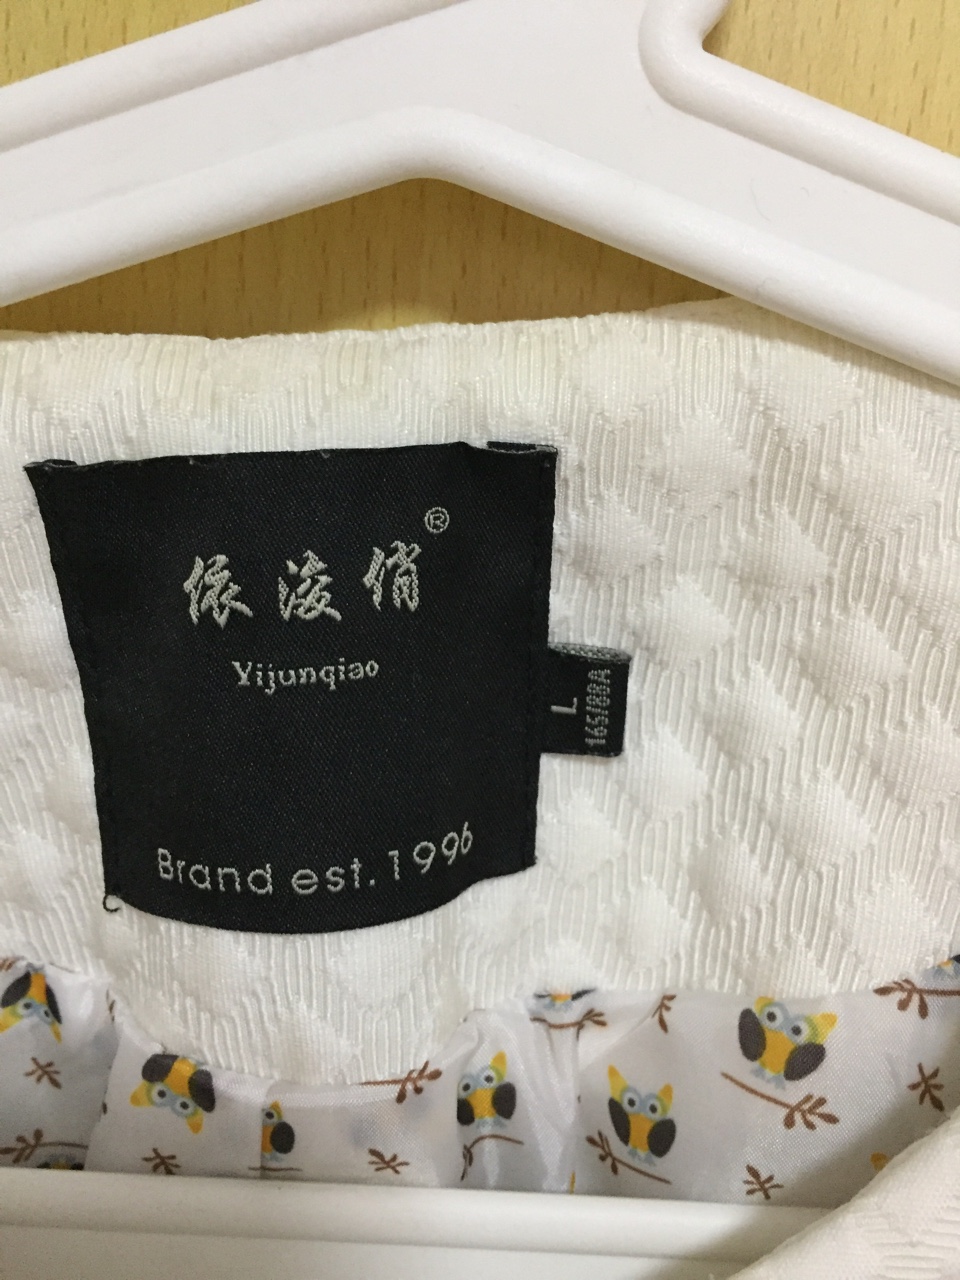 依浚俏®
Yijunqiao
Brand est. 1996
L
165/88A